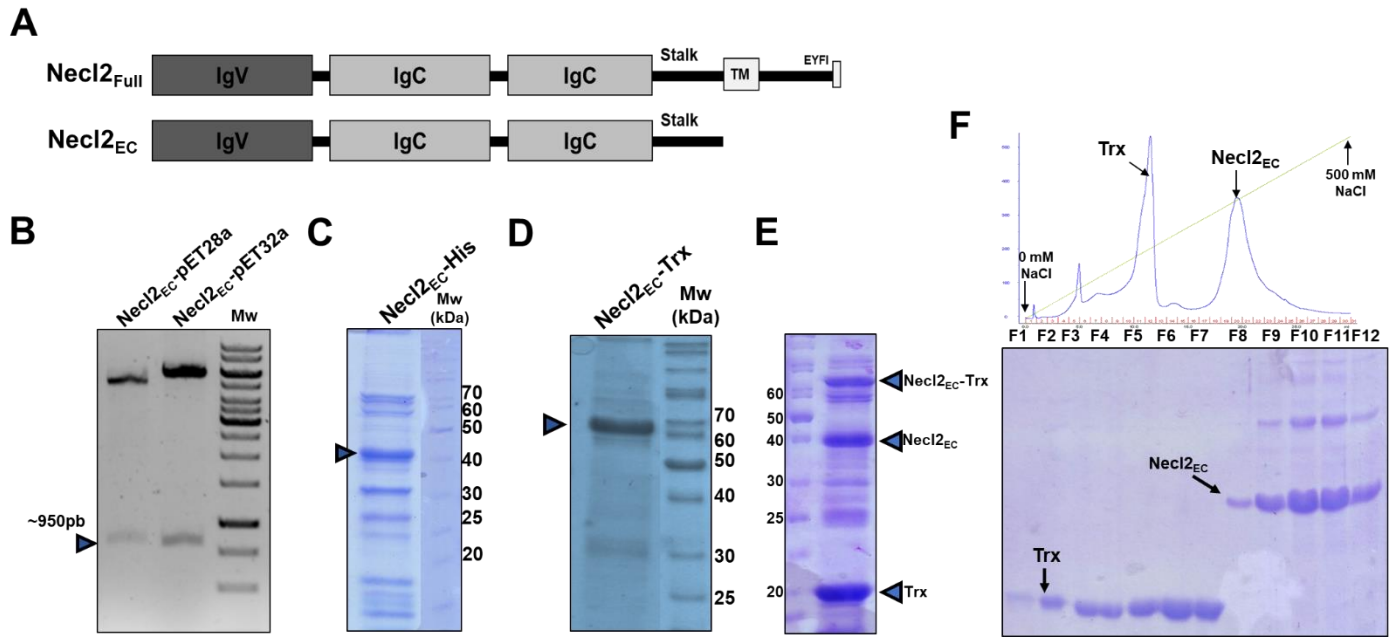 A
Necl2Full IgV IgC IgC Stalk TM EYFI
Necl2EC IgV IgC IgC Stalk
B
Necl2EC-pET28a
Necl2EC-pET32a
Mw
~950pb
C
Necl2EC-His
Mw
(kDa)
70
60
50
40
30
25
20
D
Necl2EC-Trx
Mw
(kDa)
70
60
50
40
30
25
E
60
50
40
30
25
20
Necl2EC-Trx
Necl2EC
Trx
F
Trx
Necl2EC
500 mM
NaCl
0 mM
NaCl
F1 F2 F3 F4 F5 F6 F7 F8 F9 F10 F11 F12
Necl2EC
Trx